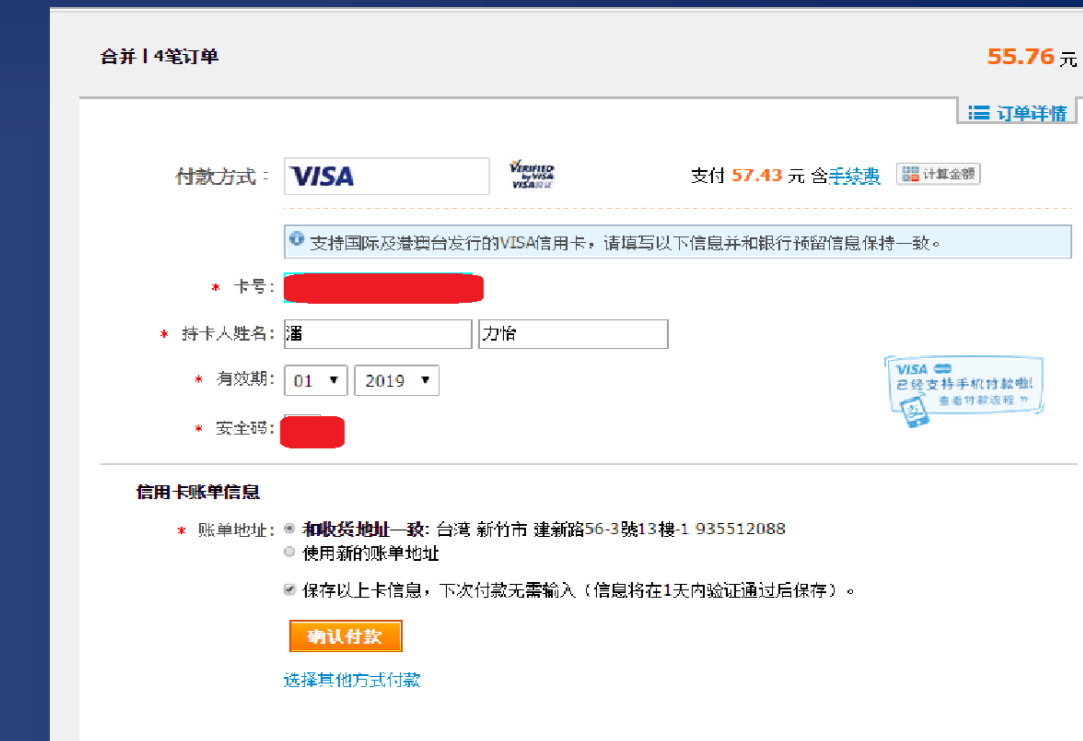 合并 | 4笔订单 55.76 元
订单详情
付款方式： VISA VERIFIED by VISA VISA验证 支付 57.43 元 含手续费 计算金额
支持国际及港澳台发行的VISA信用卡，请填写以下信息并和银行预留信息保持一致。
* 卡号：
* 持卡人姓名： 潘 力怡
* 有效期： 01 2019
VISA
已经支持手机付款啦!
查看付款流程 »
* 安全码：
信用卡账单信息
* 账单地址： 和收货地址一致: 台湾 新竹市 建新路56-3號13樓-1 935512088
使用新的账单地址
保存以上卡信息，下次付款无需输入（信息将在1天内验证通过后保存）。
确认付款
选择其他方式付款